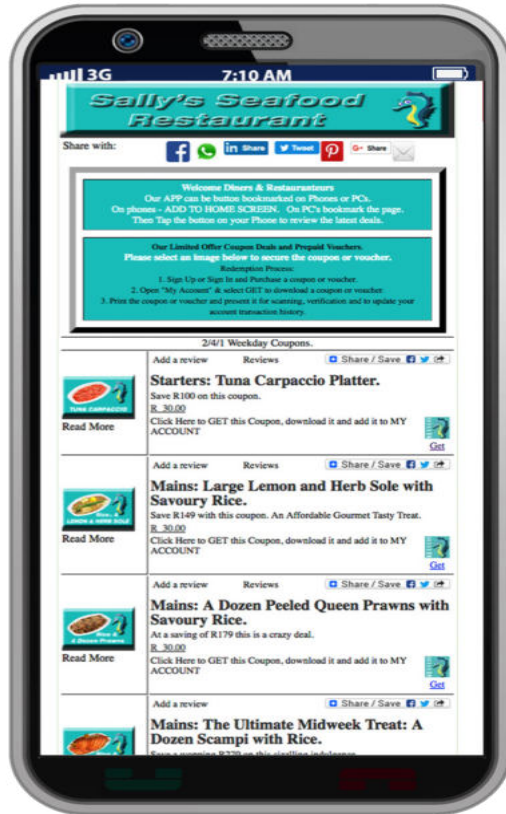 3G 7:10 AM
Sally's Seafood
Restaurant
Share with:
in Share
Tweet
G+ Share
Welcome Diners & Restauranteurs
Our APP can be button bookmarked on Phones or PCs.
On phones - ADD TO HOME SCREEN. On PC's bookmark the page.
Then Tap the button on your Phone to review the latest deals.
Our Limited Offer Coupon Deals and Prepaid Vouchers.
Please select an image below to secure the coupon or voucher.
Redemption Process:
1. Sign Up or Sign In and Purchase a coupon or voucher.
2. Open "My Account" & select GET to download a coupon or voucher.
3. Print the coupon or voucher and present it for scanning, verification and to update your
account transaction history.
2/4/1 Weekday Coupons.
Add a review Reviews Share / Save
Starters: Tuna Carpaccio Platter.
Save R100 on this coupon.
R 30.00
Click Here to GET this Coupon, download it and add it to MY
ACCOUNT
Get
TUNA CARPACCIO
Read More
Add a review Reviews Share / Save
Mains: Large Lemon and Herb Sole with
Savoury Rice.
Save R149 with this coupon. An Affordable Gourmet Tasty Treat.
R 30.00
Click Here to GET this Coupon, download it and add it to MY
ACCOUNT
Get
Rice &
LEMON & HERB SOLE
Read More
Add a review Reviews Share / Save
Mains: A Dozen Peeled Queen Prawns with
Savoury Rice.
At a saving of R179 this is a crazy deal.
R 30.00
Click Here to GET this Coupon, download it and add it to MY
ACCOUNT
Get
Rice &
A Dozen Prawns
Read More
Add a review Share / Save
Mains: The Ultimate Midweek Treat: A
Dozen Scampi with Rice.